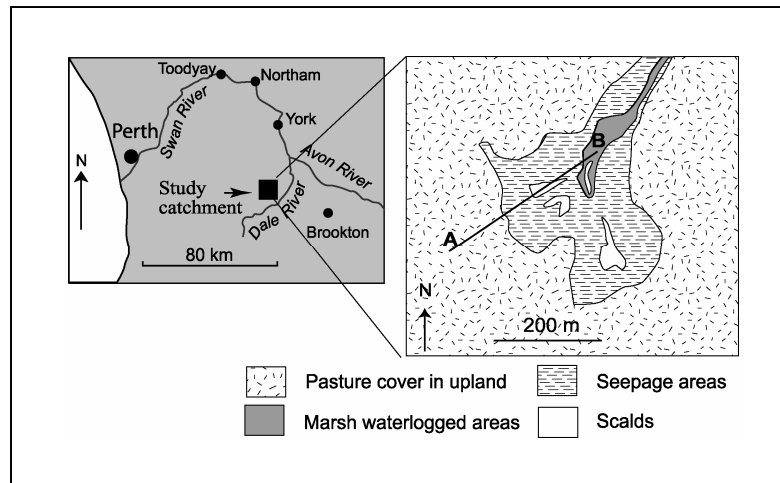 Toodyay
Northam
Swan River
York
Perth
Avon River
N
Study
catchment
Dale River
Brookton
80 km
B
A
N
200 m
Pasture cover in upland
Seepage areas
Marsh waterlogged areas
Scalds